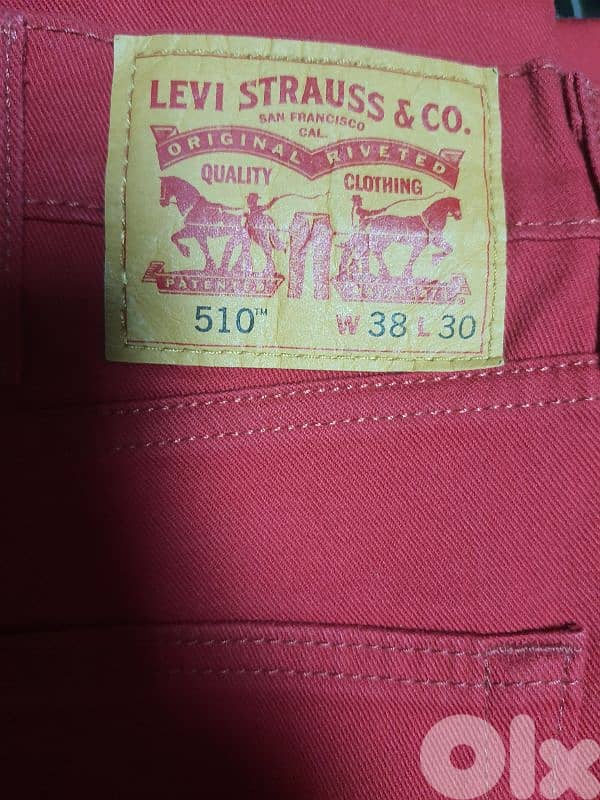 LEVI STRAUSS & CO.
SAN FRANCISCO
CAL.
ORIGINAL RIVETED
QUALITY CLOTHING
510™ W 38 L 30
Olx